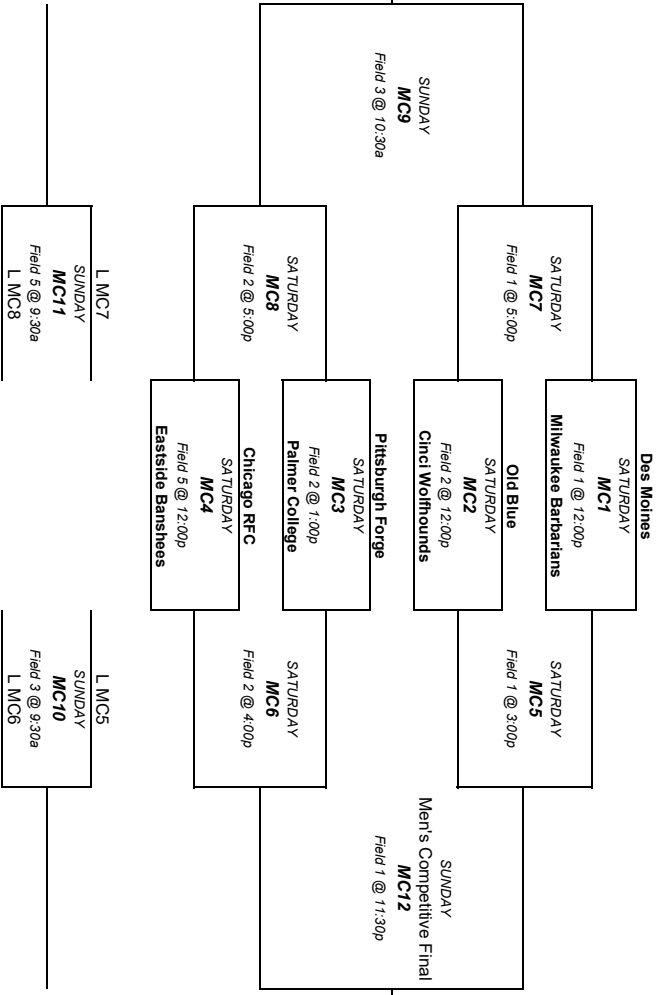 Des Moines
SATURDAY
MC1
Field 1 @ 12:00p
Milwaukee Barbarians
Old Blue
SATURDAY
MC2
Field 2 @ 12:00p
Cinci Wolfhounds
Pittsburgh Forge
SATURDAY
MC3
Field 2 @ 1:00p
Palmer College
Chicago RFC
SATURDAY
MC4
Field 5 @ 12:00p
Eastside Banshees
SATURDAY
MC7
Field 1 @ 5:00p
SATURDAY
MC8
Field 2 @ 5:00p
SUNDAY
MC9
Field 3 @ 10:30a
L MC7
SUNDAY
MC11
Field 5 @ 9:30a
L MC8
SATURDAY
MC5
Field 1 @ 3:00p
SATURDAY
MC6
Field 2 @ 4:00p
SUNDAY
Men's Competitive Final
MC12
Field 1 @ 11:30p
L MC5
SUNDAY
MC10
Field 3 @ 9:30a
L MC6